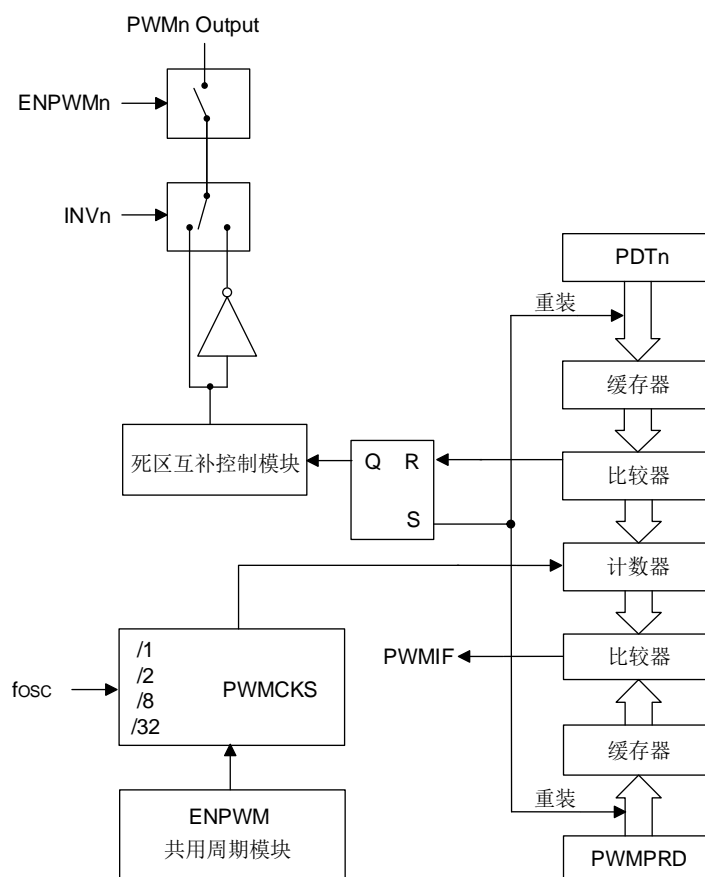 PWMn Output
ENPWMn
INVn
PDTn
重装
缓存器
死区互补控制模块
Q
R
S
比较器
计数器
/1
/2
/8
/32
PWMCKS
fosc
PWMIF
比较器
缓存器
重装
ENPWM
共用周期模块
PWMPRD